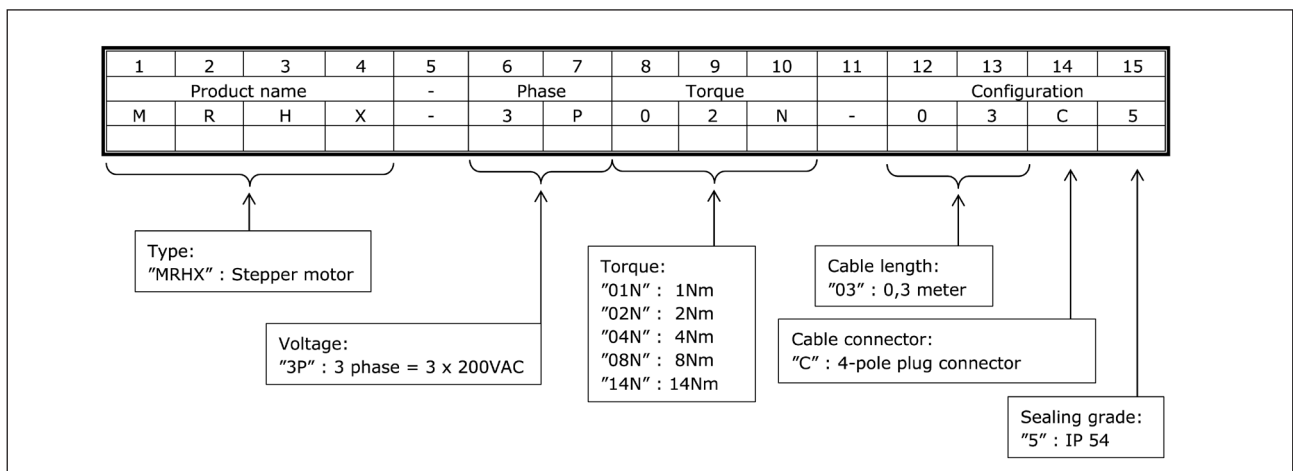 1 2 3 4 5 6 7 8 9 10 11 12 13 14 15
Product name - Phase Torque Configuration
M R H X - 3 P 0 2 N - 0 3 C 5
Type:
"MRHX" : Stepper motor
Voltage:
"3P" : 3 phase = 3 x 200VAC
Torque:
"01N" : 1Nm
"02N" : 2Nm
"04N" : 4Nm
"08N" : 8Nm
"14N" : 14Nm
Cable length:
"03" : 0,3 meter
Cable connector:
"C" : 4-pole plug connector
Sealing grade:
"5" : IP 54